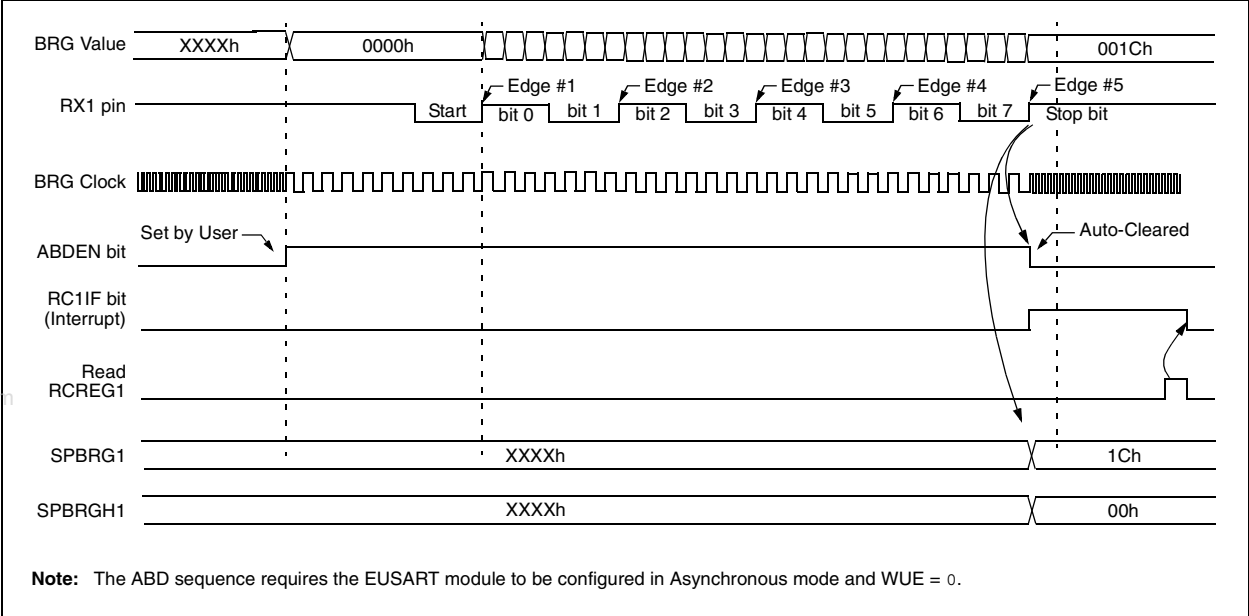 BRG Value XXXXh 0000h 001Ch
Edge #1 Edge #2 Edge #3 Edge #4 Edge #5
RX1 pin Start bit 0 bit 1 bit 2 bit 3 bit 4 bit 5 bit 6 bit 7 Stop bit
BRG Clock
Set by User Auto-Cleared
ABDEN bit
RC1IF bit
(Interrupt)
Read
RCREG1
SPBRG1 XXXXh 1Ch
SPBRGH1 XXXXh 00h
Note: The ABD sequence requires the EUSART module to be configured in Asynchronous mode and WUE = 0.